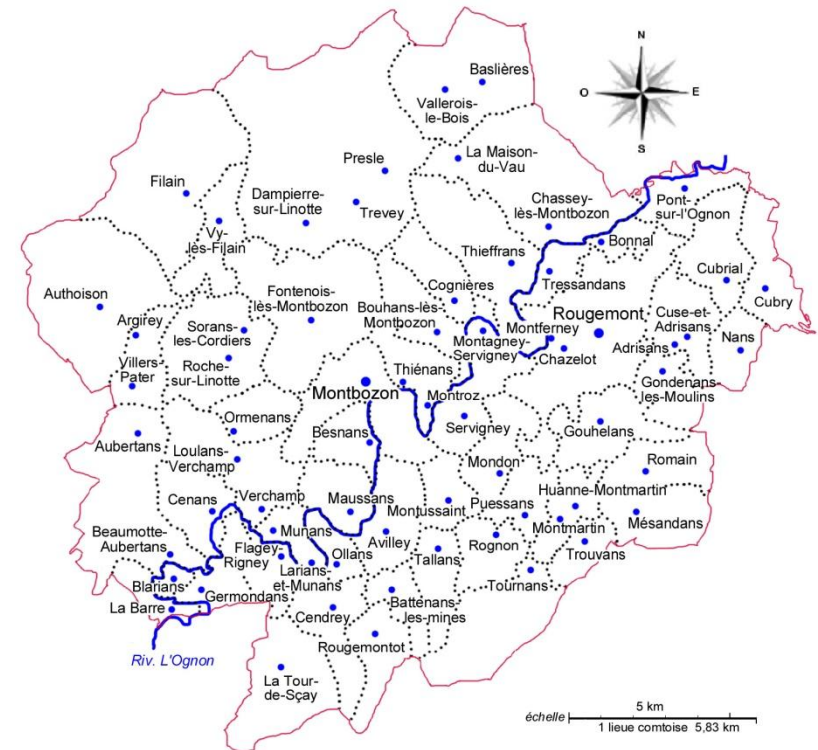 N
Baslières
O
E
Vallerois-
le-Bois
S
La Maison-
du-Vau
Presle
Filain
Dampierre-
sur-Linotte
Trevey
Chassey-
lès-Montbozon
Pont-
sur-l'Ognon
Vy-
lès-Filain
Bonnal
Thieffrans
Cubrial
Tressandans
Cubry
Authoison
Fontenois-
lès-Montbozon
Cognières
Bouhans-lès-
Montbozon
Rougemont
Cuse-et-
Adrisans
Argirey
Sorans-
les-Cordiers
Montagney-
Servigney
Montferney
Adrisans
Nans
Chazelot
Villers-
Pater
Roche-
sur-Linotte
Thiénans
Gondenans-
les-Moulins
Montbozon
Montroz
Ormenans
Servigney
Gouhelans
Besnans
Aubertans
Loulans-
Verchamp
Mondon
Romain
Cenans
Verchamp
Maussans
Montussaint
Puessans
Huanne-Montmartin
Montmartin
Mésandans
Beaumotte-
Aubertans
Munans
Avilley
Rognon
Trouvans
Flagey-
Rigney
Ollans
Tallans
Larians-
et-Munans
Tournans
Blarians
Germondans
Battenans-
les-mines
La Barre
Cendrey
Rougemontot
Riv. L'Ognon
La Tour-
de-Sçay
5 km
échelle
1 lieue comtoise 5,83 km